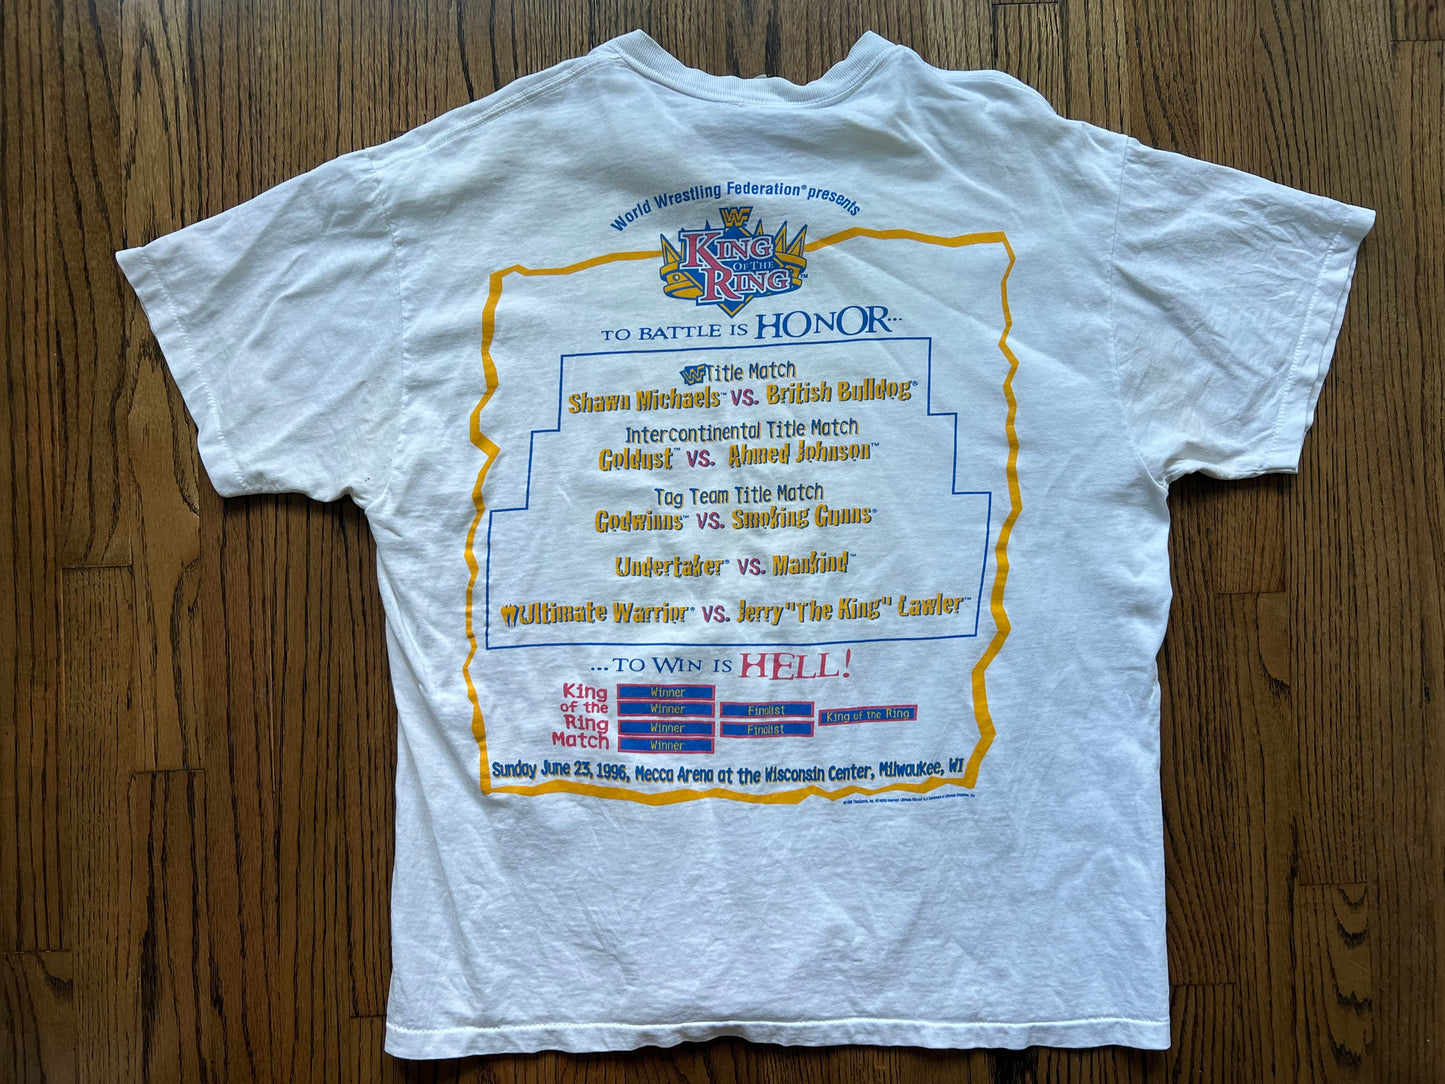 World Wrestling Federation® presents
WF
KING
OF THE
RING™
TO BATTLE IS HONOR...
WF Title Match
Shawn Michaels™ VS. British Bulldog®
Intercontinental Title Match
Goldust™ VS. Ahmed Johnson™
Tag Team Title Match
Godwinns™ VS. Smoking Gunns®
Undertaker® VS. Mankind™
Ultimate Warrior® VS. Jerry "The King" Lawler™
...TO WIN IS HELL!
King
of the
Ring
Match
Winner
Winner
Winner
Winner
Finalist
Finalist
King of the Ring
Sunday June 23, 1996, Mecca Arena at the Wisconsin Center, Milwaukee, WI